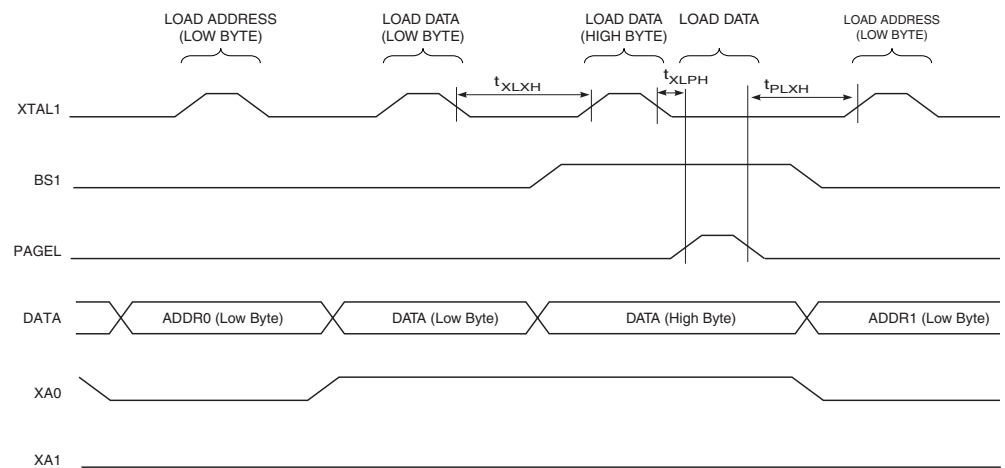 LOAD ADDRESS
(LOW BYTE)
LOAD DATA
(LOW BYTE)
LOAD DATA
(HIGH BYTE)
LOAD DATA
LOAD ADDRESS
(LOW BYTE)
XTAL1
tXLXH
tXLPH
tPLXH
BS1
PAGEL
DATA
ADDR0 (Low Byte)
DATA (Low Byte)
DATA (High Byte)
ADDR1 (Low Byte)
XA0
XA1